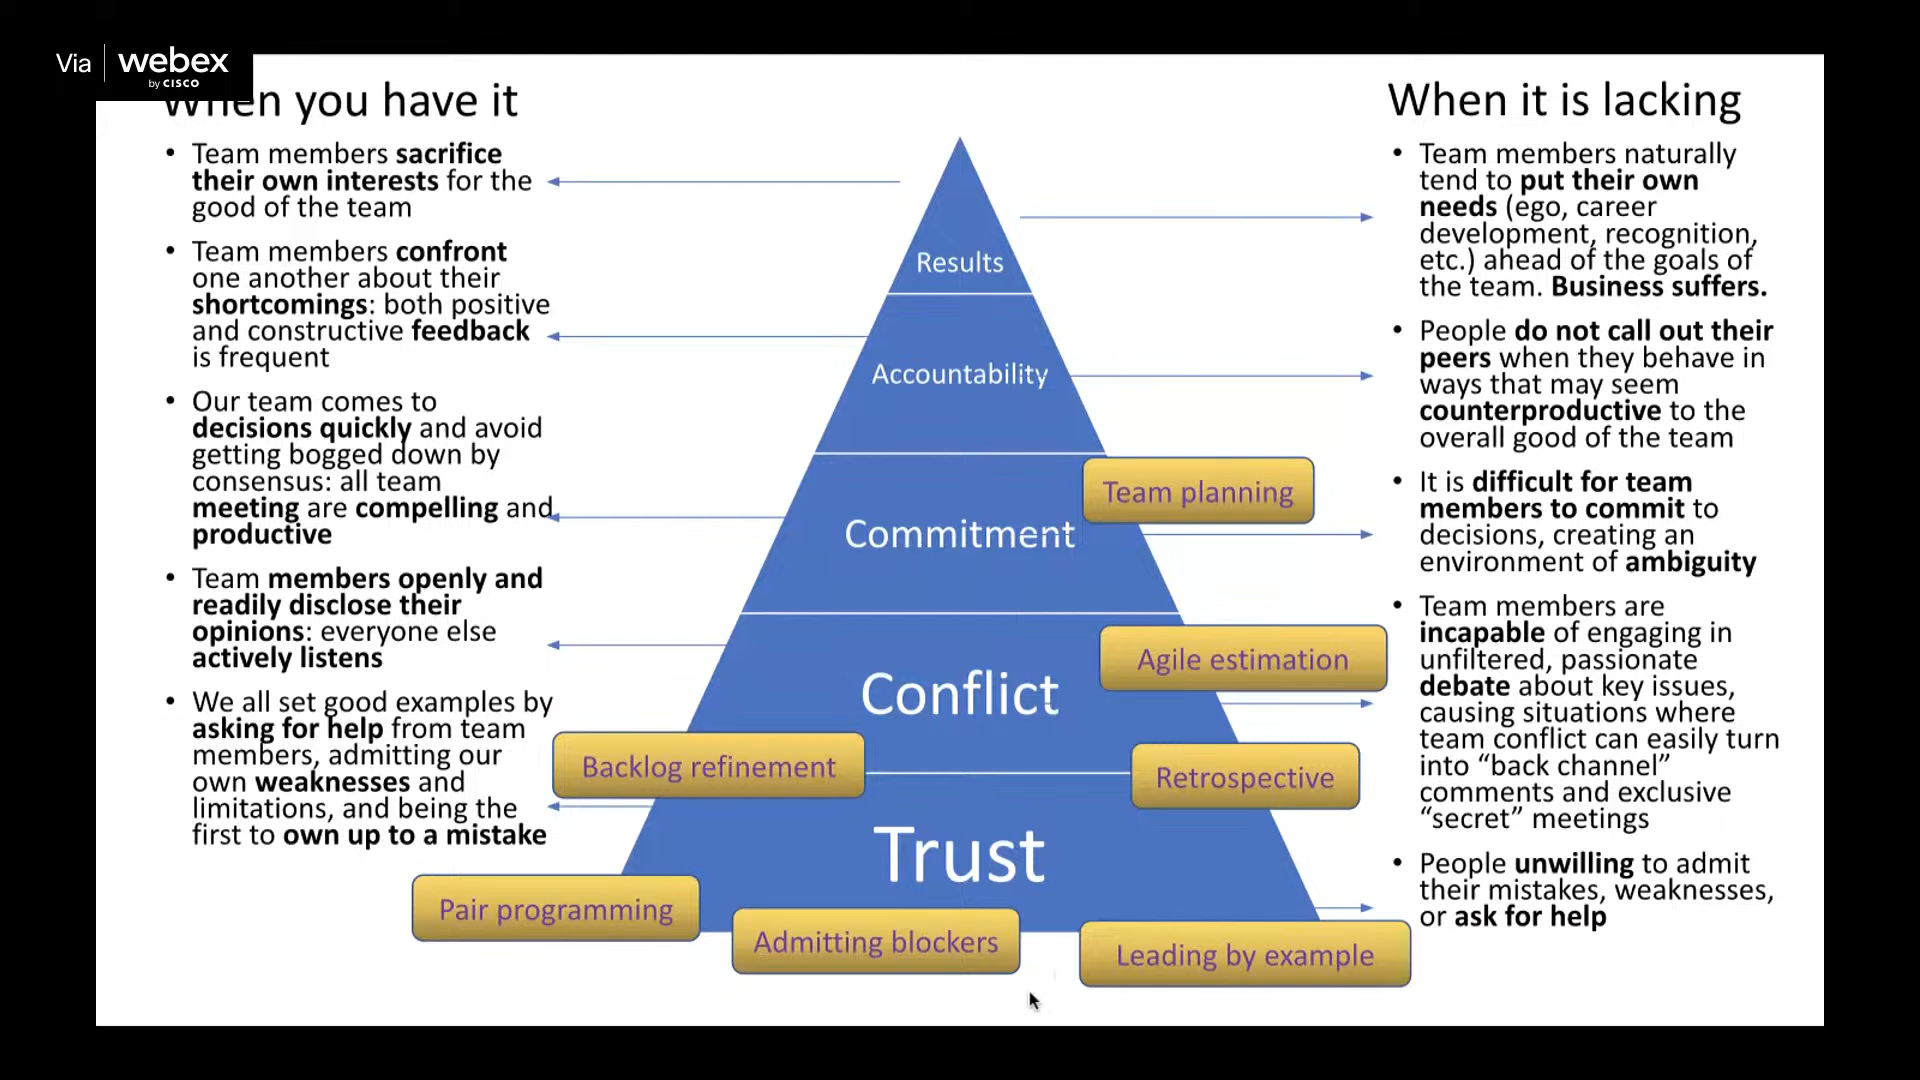 Via webex
by CISCO
When you have it
• Team members sacrifice
their own interests for the
good of the team
• Team members confront
one another about their
shortcomings: both positive
and constructive feedback
is frequent
• Our team comes to
decisions quickly and avoid
getting bogged down by
consensus: all team
meeting are compelling and
productive
• Team members openly and
readily disclose their
opinions: everyone else
actively listens
• We all set good examples by
asking for help from team
members, admitting our
own weaknesses and
limitations, and being the
first to own up to a mistake
Results
Accountability
Commitment
Conflict
Trust
Team planning
Agile estimation
Backlog refinement
Retrospective
Pair programming
Admitting blockers
Leading by example
When it is lacking
• Team members naturally
tend to put their own
needs (ego, career
development, recognition,
etc.) ahead of the goals of
the team. Business suffers.
• People do not call out their
peers when they behave in
ways that may seem
counterproductive to the
overall good of the team
• It is difficult for team
members to commit to
decisions, creating an
environment of ambiguity
• Team members are
incapable of engaging in
unfiltered, passionate
debate about key issues,
causing situations where
team conflict can easily turn
into “back channel”
comments and exclusive
“secret” meetings
• People unwilling to admit
their mistakes, weaknesses,
or ask for help